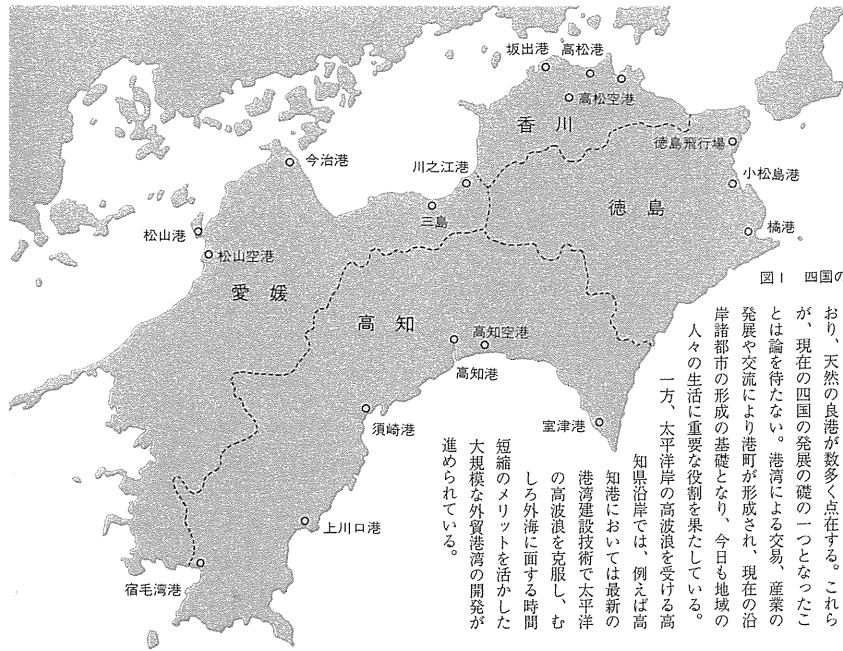 坂出港
高松港
高松空港
香川
徳島飛行場
今治港
川之江港
小松島港
三島
徳島
松山港
橘港
松山空港
愛媛
図1 四国の
高知
高知空港
高知港
須崎港
室津港
上川口港
宿毛湾港
おり、天然の良港が数多く点在する。これら
が、現在の四国の発展の礎の一つとなったこ
とは論を待たない。港湾による交易、産業の
発展や交流により港町が形成され、現在の沿
岸諸都市の形成の基礎となり、今日も地域の
人々の生活に重要な役割を果たしている。
一方、太平洋岸の高波浪を受ける高
知県沿岸では、例えば高
知港においては最新の
港湾建設技術で太平洋
の高波浪を克服し、む
しろ外海に面する時間
短縮のメリットを活かした
大規模な外貿港湾の開発が
進められている。